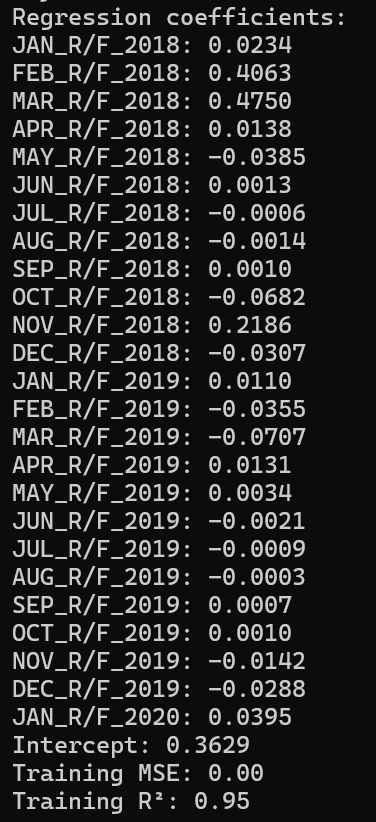 Regression coefficients:
JAN_R/F_2018: 0.0234
FEB_R/F_2018: 0.4063
MAR_R/F_2018: 0.4750
APR_R/F_2018: 0.0138
MAY_R/F_2018: -0.0385
JUN_R/F_2018: 0.0013
JUL_R/F_2018: -0.0006
AUG_R/F_2018: -0.0014
SEP_R/F_2018: 0.0010
OCT_R/F_2018: -0.0682
NOV_R/F_2018: 0.2186
DEC_R/F_2018: -0.0307
JAN_R/F_2019: 0.0110
FEB_R/F_2019: -0.0355
MAR_R/F_2019: -0.0707
APR_R/F_2019: 0.0131
MAY_R/F_2019: 0.0034
JUN_R/F_2019: -0.0021
JUL_R/F_2019: -0.0009
AUG_R/F_2019: -0.0003
SEP_R/F_2019: 0.0007
OCT_R/F_2019: 0.0010
NOV_R/F_2019: -0.0142
DEC_R/F_2019: -0.0288
JAN_R/F_2020: 0.0395
Intercept: 0.3629
Training MSE: 0.00
Training R²: 0.95